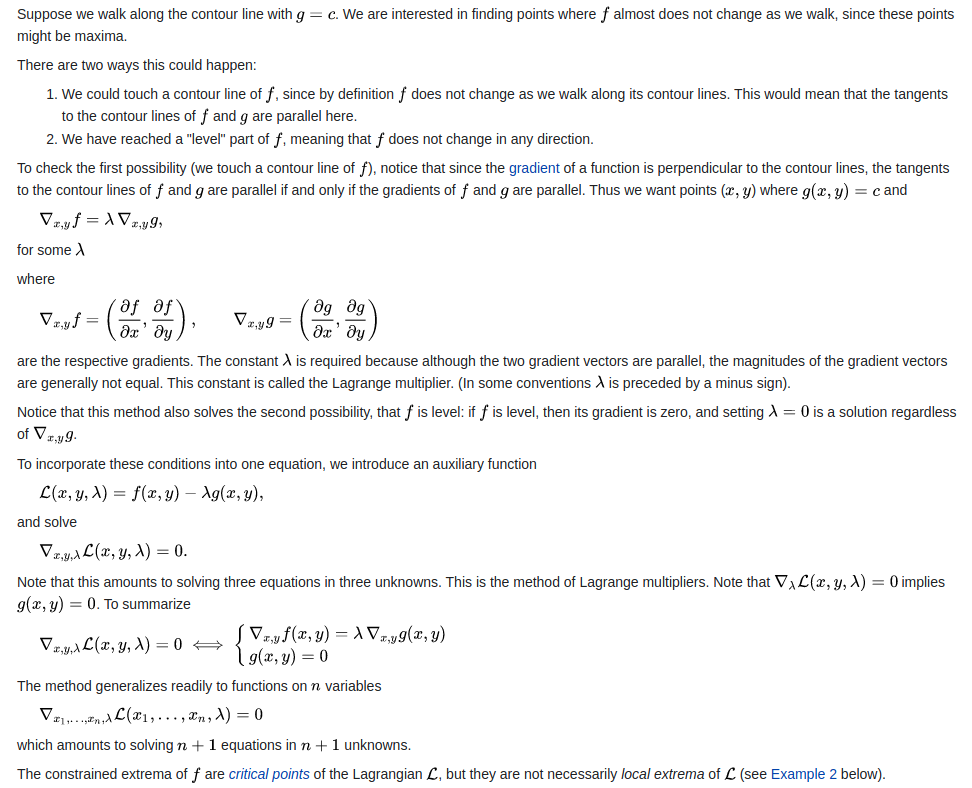 Suppose we walk along the contour line with g = c. We are interested in finding points where f almost does not change as we walk, since these points
might be maxima.
There are two ways this could happen:
1. We could touch a contour line of f, since by definition f does not change as we walk along its contour lines. This would mean that the tangents
to the contour lines of f and g are parallel here.
2. We have reached a "level" part of f, meaning that f does not change in any direction.
To check the first possibility (we touch a contour line of f), notice that since the gradient of a function is perpendicular to the contour lines, the tangents
to the contour lines of f and g are parallel if and only if the gradients of f and g are parallel. Thus we want points (x, y) where g(x, y) = c and
∇_{x,y} f = λ ∇_{x,y} g,
for some λ
where
∇_{x,y} f = (∂f/∂x, ∂f/∂y), ∇_{x,y} g = (∂g/∂x, ∂g/∂y)
are the respective gradients. The constant λ is required because although the two gradient vectors are parallel, the magnitudes of the gradient vectors
are generally not equal. This constant is called the Lagrange multiplier. (In some conventions λ is preceded by a minus sign).
Notice that this method also solves the second possibility, that f is level: if f is level, then its gradient is zero, and setting λ = 0 is a solution regardless
of ∇_{x,y} g.
To incorporate these conditions into one equation, we introduce an auxiliary function
ℒ(x, y, λ) = f(x, y) − λg(x, y),
and solve
∇_{x,y,λ} ℒ(x, y, λ) = 0.
Note that this amounts to solving three equations in three unknowns. This is the method of Lagrange multipliers. Note that ∇_λ ℒ(x, y, λ) = 0 implies
g(x, y) = 0. To summarize
∇_{x,y,λ} ℒ(x, y, λ) = 0 ⟺ { ∇_{x,y} f(x, y) = λ ∇_{x,y} g(x, y)
g(x, y) = 0
The method generalizes readily to functions on n variables
∇_{x₁,…,xₙ,λ} ℒ(x₁, …, xₙ, λ) = 0
which amounts to solving n + 1 equations in n + 1 unknowns.
The constrained extrema of f are critical points of the Lagrangian ℒ, but they are not necessarily local extrema of ℒ (see Example 2 below).